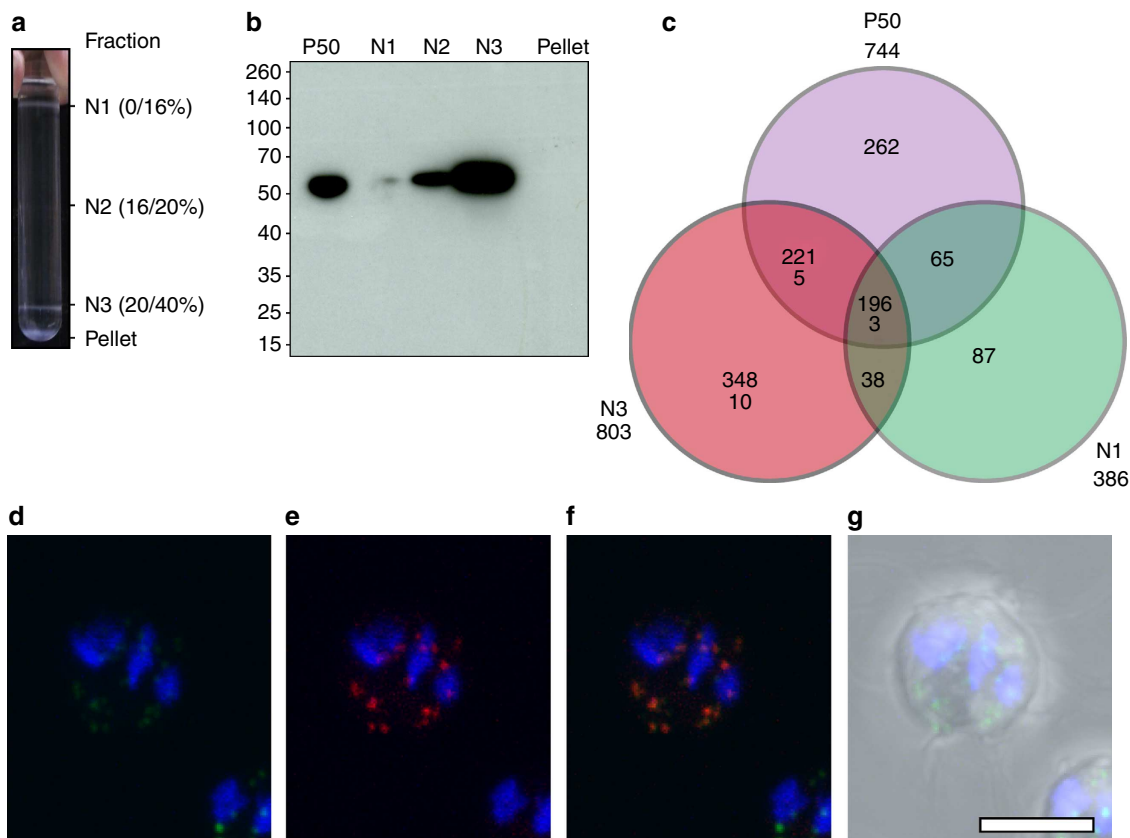 a
Fraction
N1 (0/16%)
N2 (16/20%)
N3 (20/40%)
Pellet
b
P50 N1 N2 N3 Pellet
260
140
100
70
50
40
35
25
15
c
P50
744
262
221
5
65
196
3
348
10
38
87
N3
803
N1
386
d
e
f
g